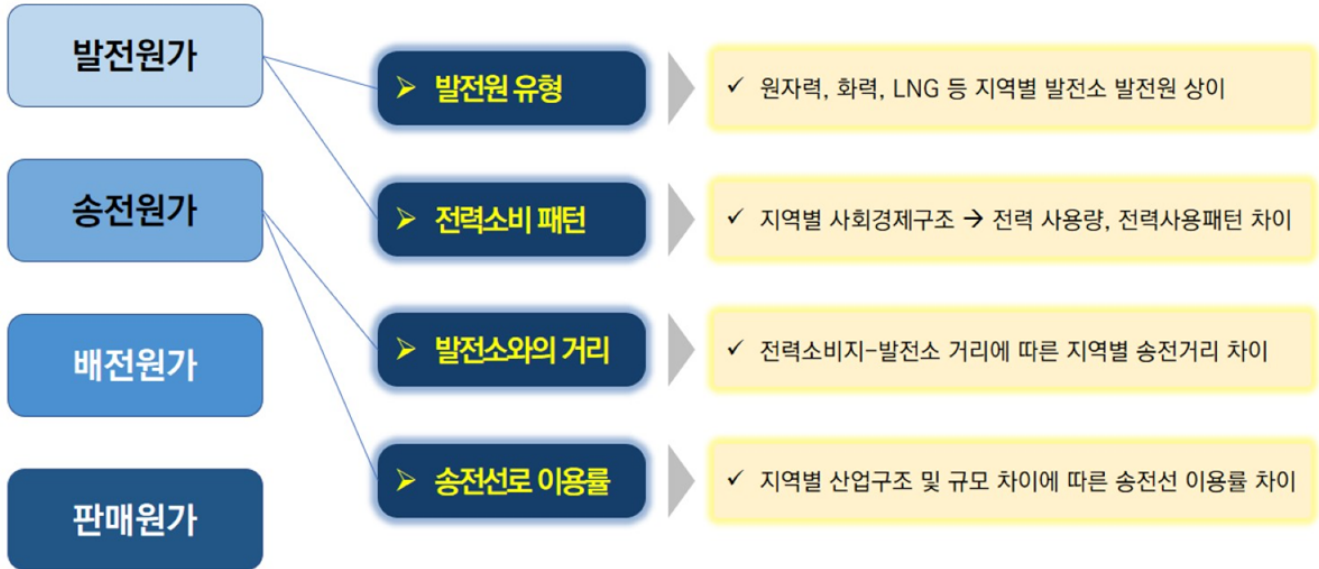 발전원가
송전원가
배전원가
판매원가
➢ 발전원 유형
✓ 원자력, 화력, LNG 등 지역별 발전소 발전원 상이
➢ 전력소비 패턴
✓ 지역별 사회경제구조 → 전력 사용량, 전력사용패턴 차이
➢ 발전소와의 거리
✓ 전력소비지-발전소 거리에 따른 지역별 송전거리 차이
➢ 송전선로 이용률
✓ 지역별 산업구조 및 규모 차이에 따른 송전선 이용률 차이